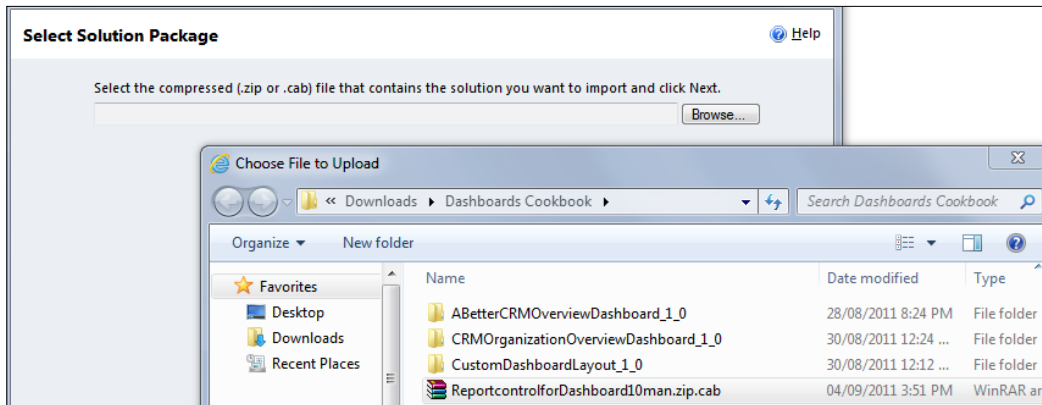 Select Solution Package
Help
Select the compressed (.zip or .cab) file that contains the solution you want to import and click Next.
Browse...
Choose File to Upload
« Downloads Dashboards Cookbook
Search Dashboards Cookbook
Organize New folder
Name Date modified Type
Favorites
Desktop
Downloads
Recent Places
ABetterCRMOverviewDashboard_1_0 28/08/2011 8:24 PM File folder
CRMOrganizationOverviewDashboard_1_0 30/08/2011 12:24 ... File folder
CustomDashboardLayout_1_0 30/08/2011 12:12 ... File folder
ReportcontrolforDashboard10man.zip.cab 04/09/2011 3:51 PM WinRAR ar